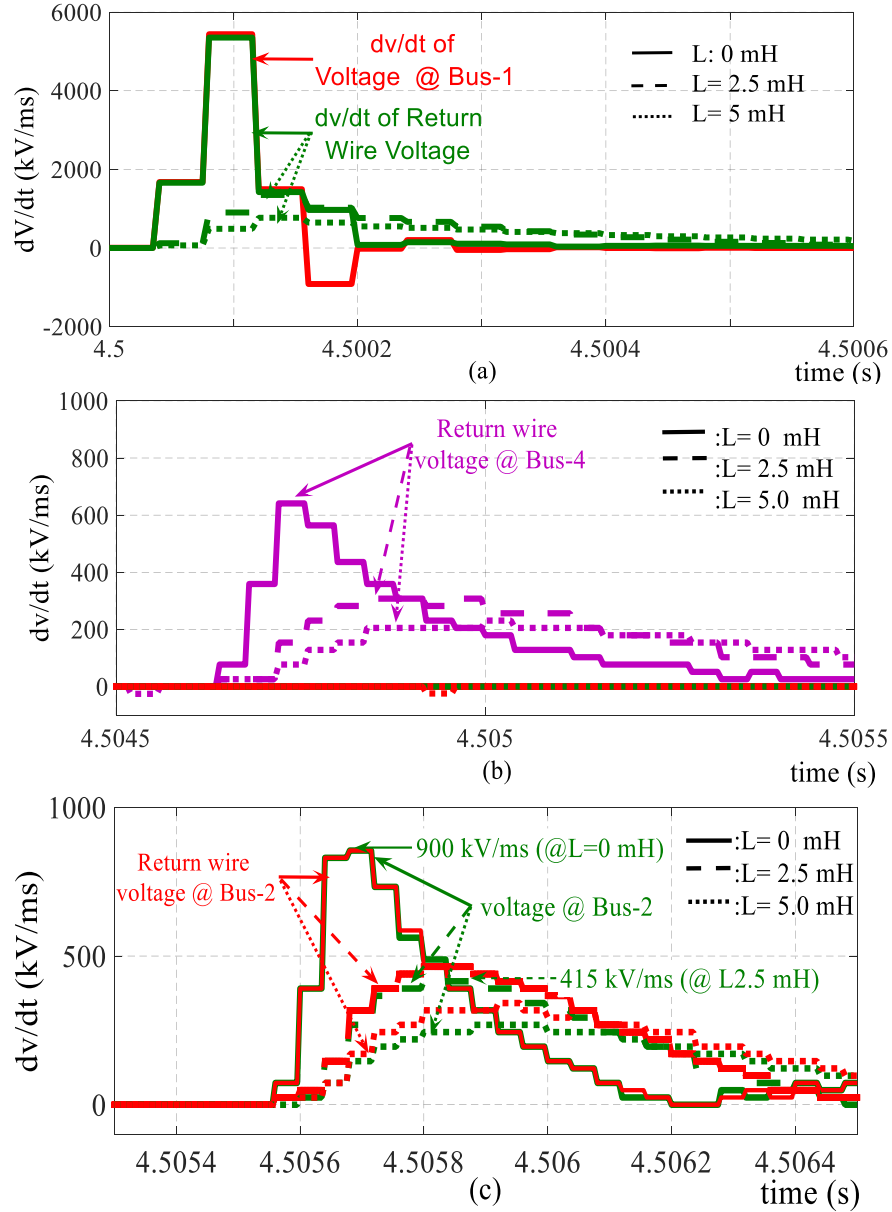 6000
dv/dt of
Voltage @ Bus-1
L: 0 mH
L= 2.5 mH
L= 5 mH
4000
dv/dt of Return
Wire Voltage
2000
0
-2000
dV/dt (kV/ms)
4.5
4.5002
4.5004
4.5006
(a)
time (s)
1000
Return wire
voltage @ Bus-4
:L= 0 mH
:L= 2.5 mH
:L= 5.0 mH
800
600
400
200
0
dv/dt (kV/ms)
4.5045
4.505
4.5055
(b)
time (s)
1000
900 kV/ms (@L=0 mH)
:L= 0 mH
:L= 2.5 mH
:L= 5.0 mH
Return wire
voltage @ Bus-2
voltage @ Bus-2
500
415 kV/ms (@ L2.5 mH)
0
dv/dt (kV/ms)
4.5054
4.5056
4.5058
4.506
4.5062
4.5064
(c)
time (s)